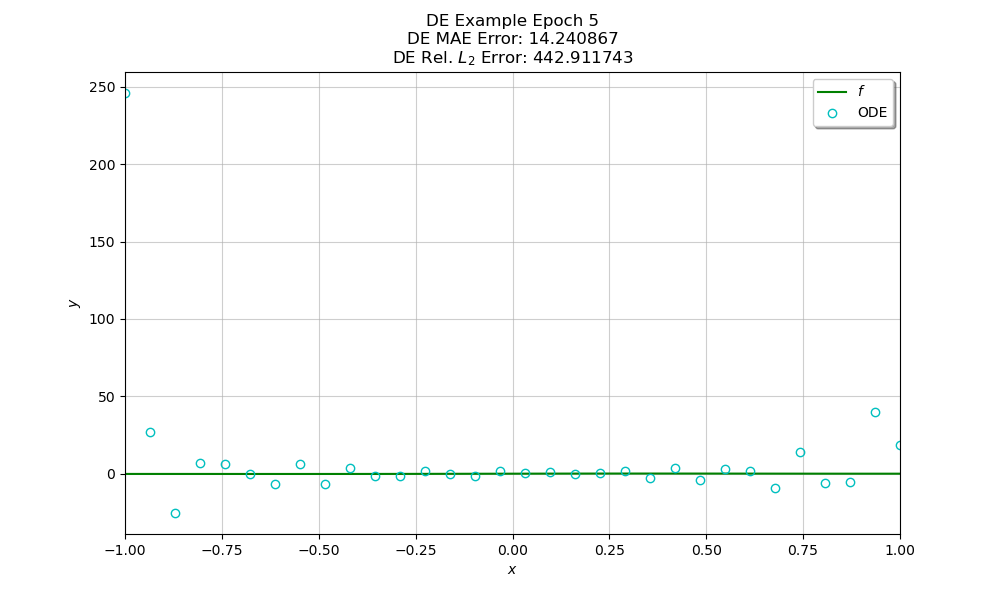 DE Example Epoch 5
DE MAE Error: 14.240867
DE Rel. L₂ Error: 442.911743
f
ODE
250
200
150
100
50
0
y
−1.00 −0.75 −0.50 −0.25 0.00 0.25 0.50 0.75 1.00
x